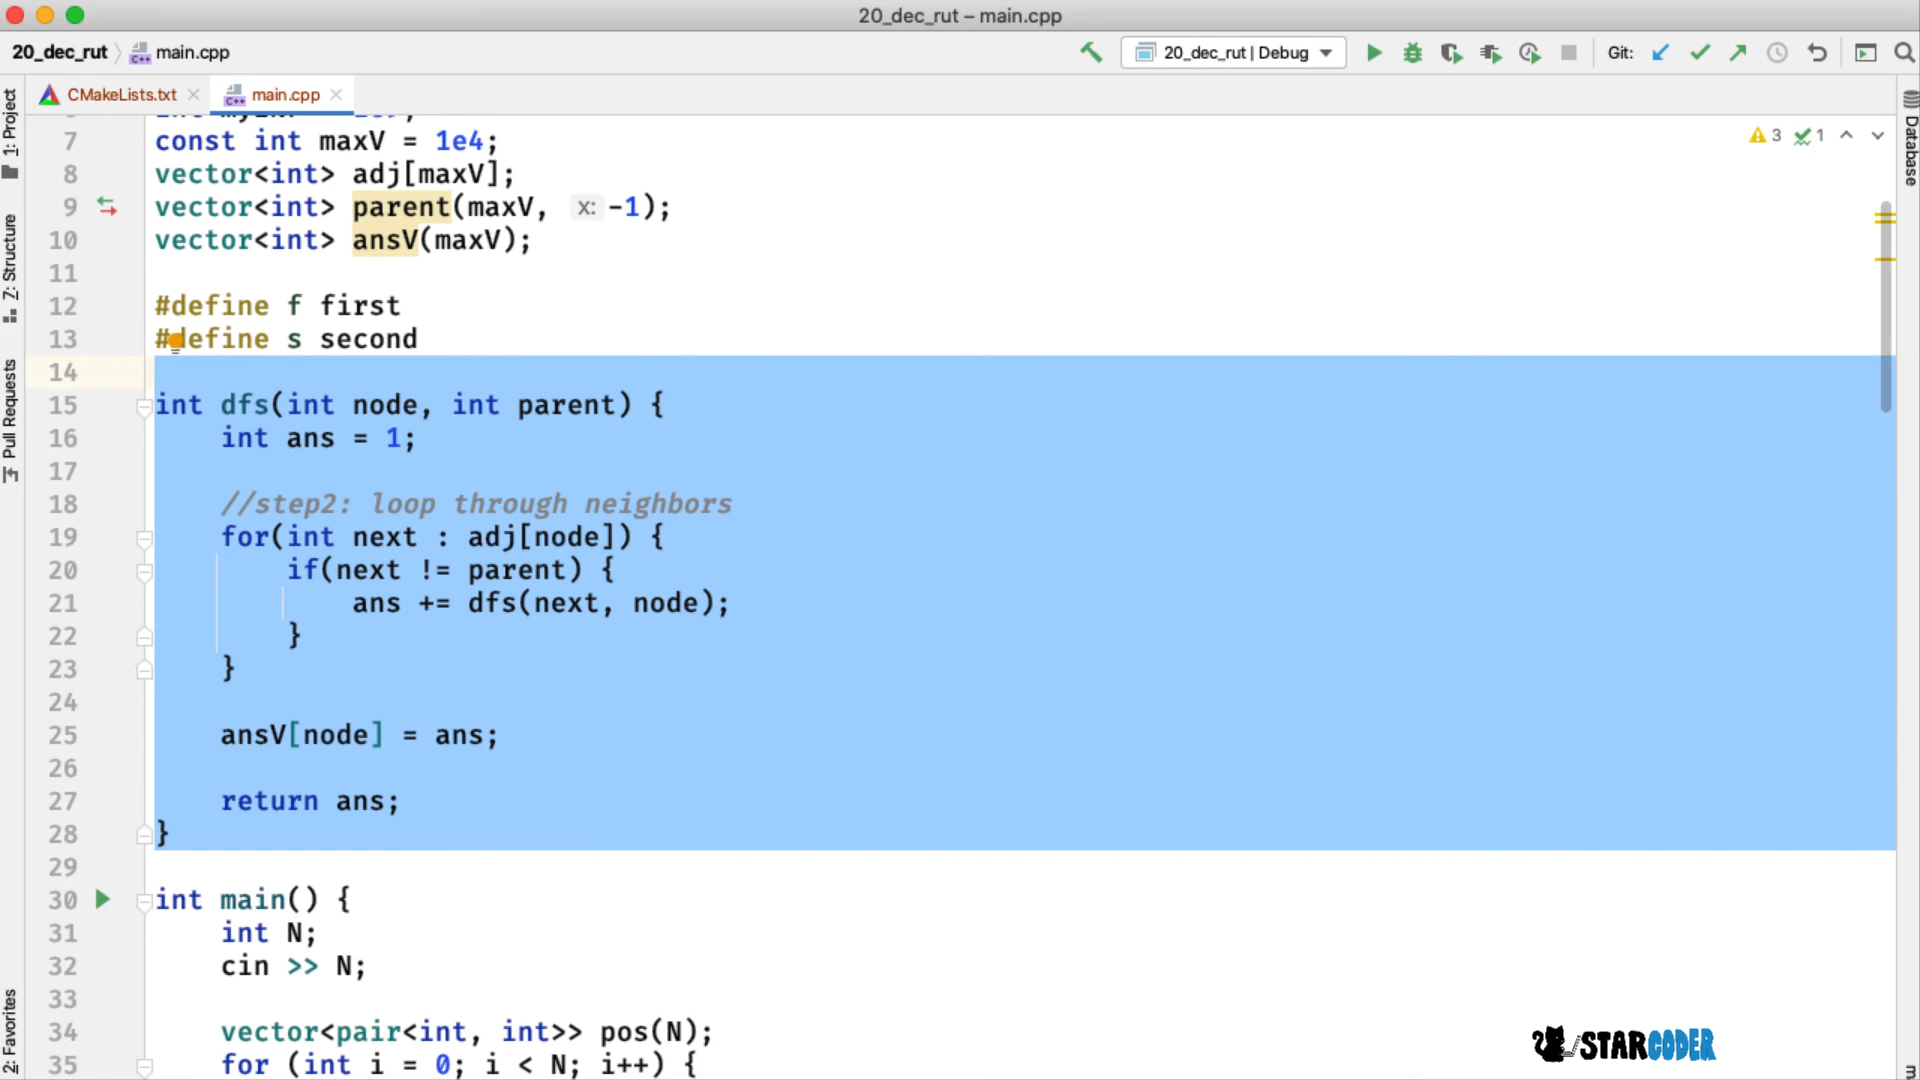 20_dec_rut – main.cpp
20_dec_rut main.cpp 20_dec_rut | Debug Git:
CMakeLists.txt main.cpp
1: Project
Z: Structure
Pull Requests
2: Favorites
Database
3 1
7 const int maxV = 1e4;
8 vector<int> adj[maxV];
9 vector<int> parent(maxV, x: -1);
10 vector<int> ansV(maxV);
11
12 #define f first
13 #define s second
14
15 int dfs(int node, int parent) {
16 int ans = 1;
17
18 //step2: loop through neighbors
19 for(int next : adj[node]) {
20 if(next != parent) {
21 ans += dfs(next, node);
22 }
23 }
24
25 ansV[node] = ans;
26
27 return ans;
28 }
29
30 int main() {
31 int N;
32 cin >> N;
33
34 vector<pair<int, int>> pos(N);
35 for (int i = 0; i < N; i++) {
STARCODER